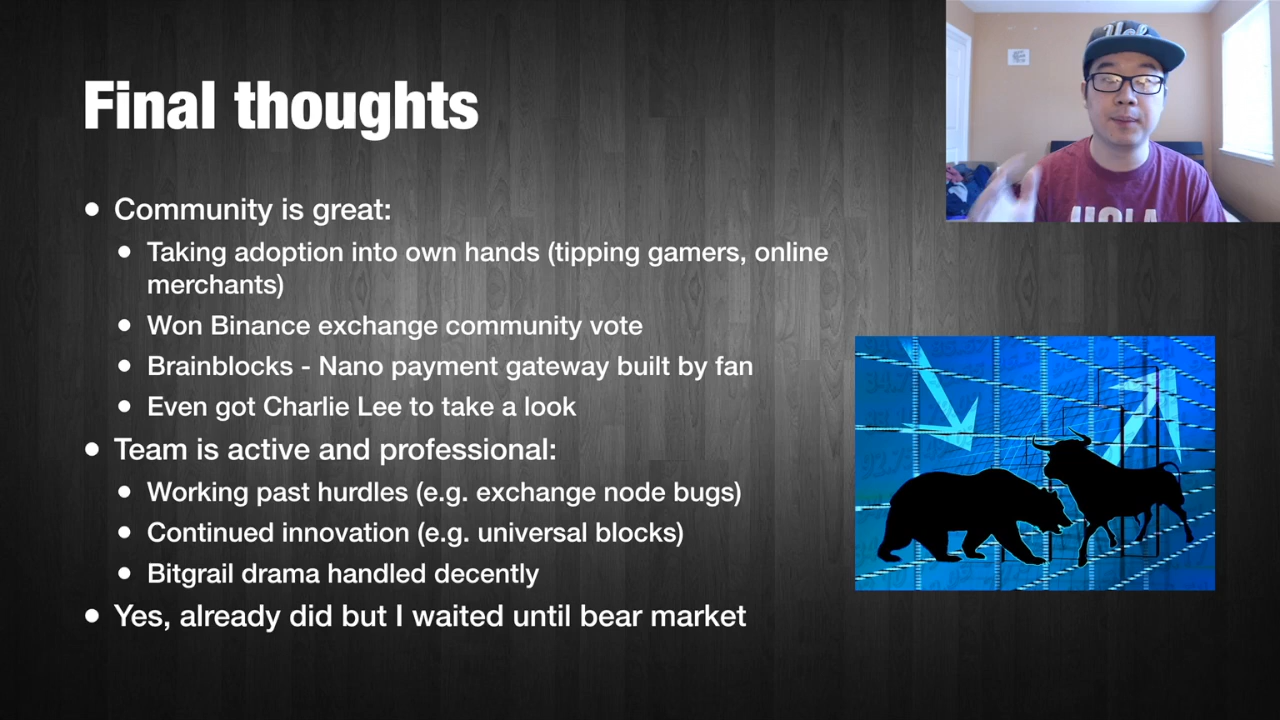 Final thoughts
Community is great:
Taking adoption into own hands (tipping gamers, online
merchants)
Won Binance exchange community vote
Brainblocks - Nano payment gateway built by fan
Even got Charlie Lee to take a look
Team is active and professional:
Working past hurdles (e.g. exchange node bugs)
Continued innovation (e.g. universal blocks)
Bitgrail drama handled decently
Yes, already did but I waited until bear market